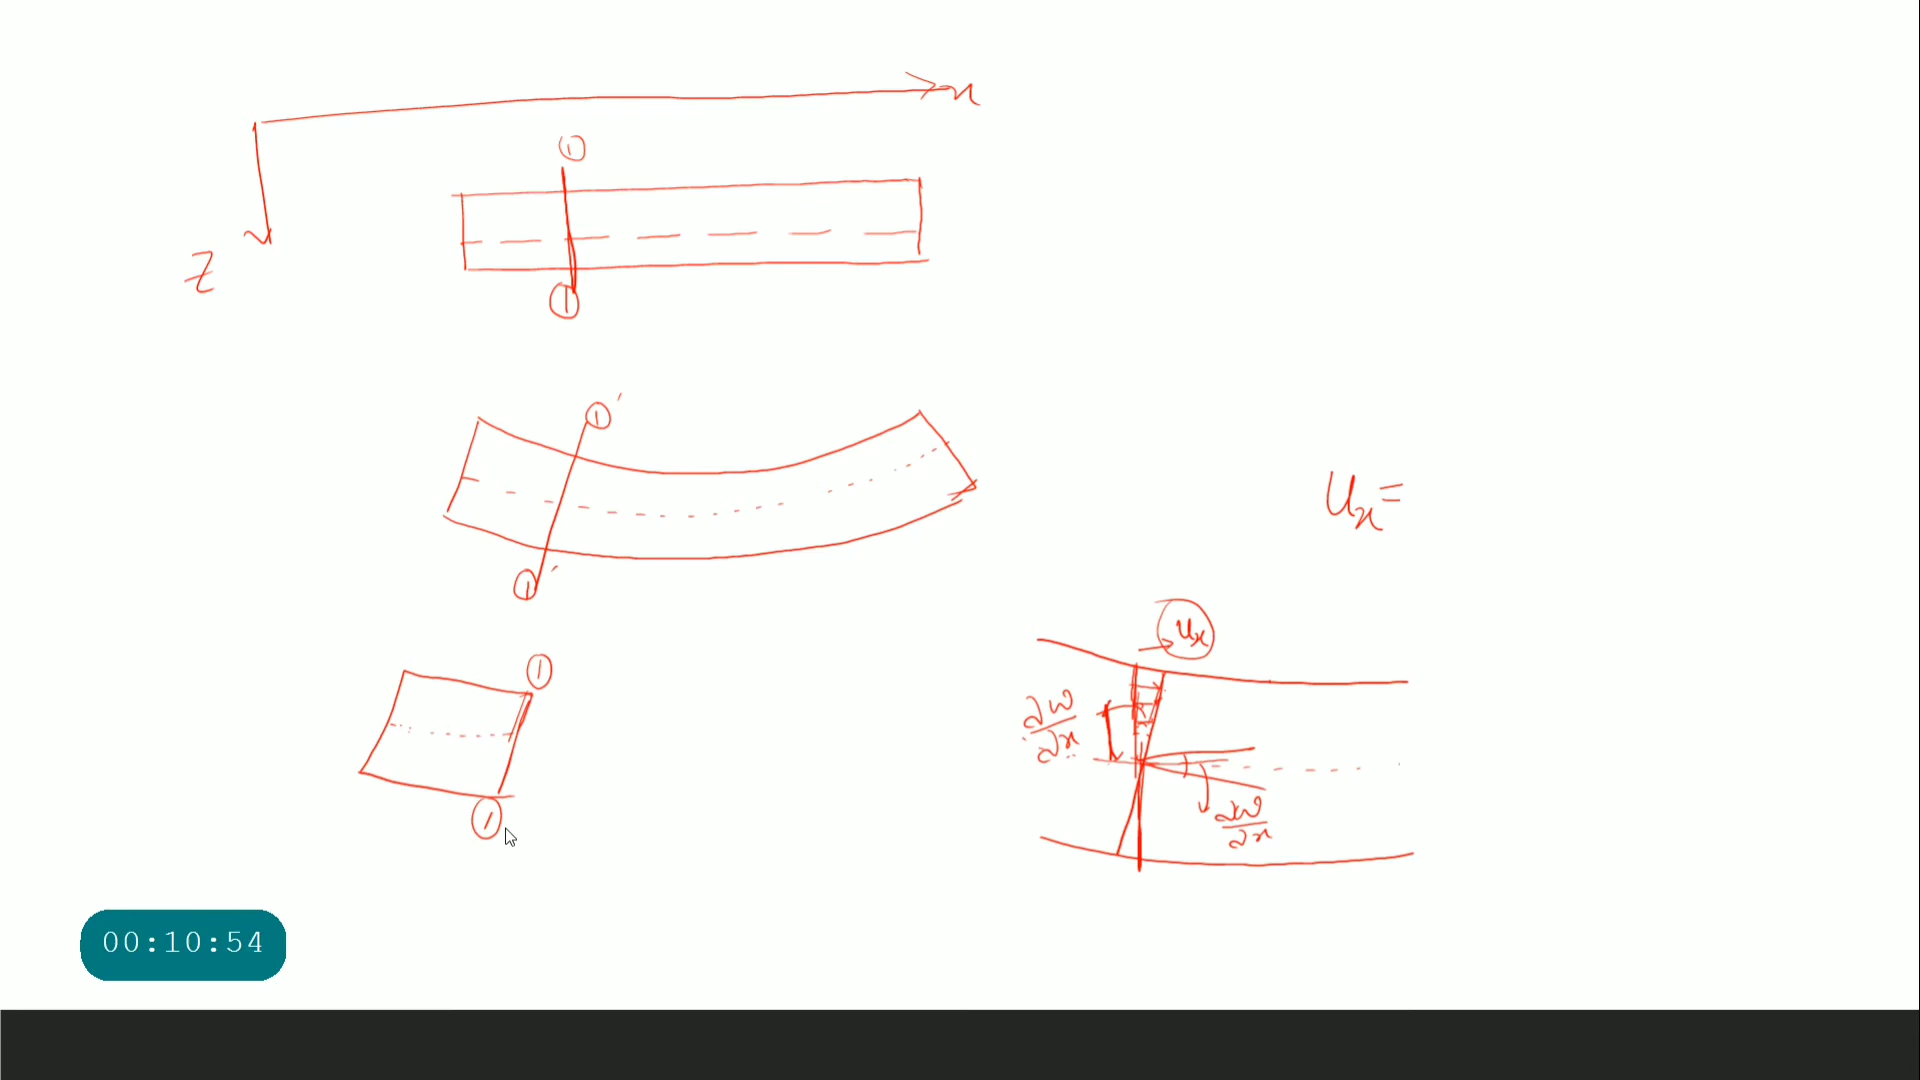 x
①
z
①
①′
uₓ=
①′
uₓ
①
∂w/∂x
∂w/∂x
①
00:10:54